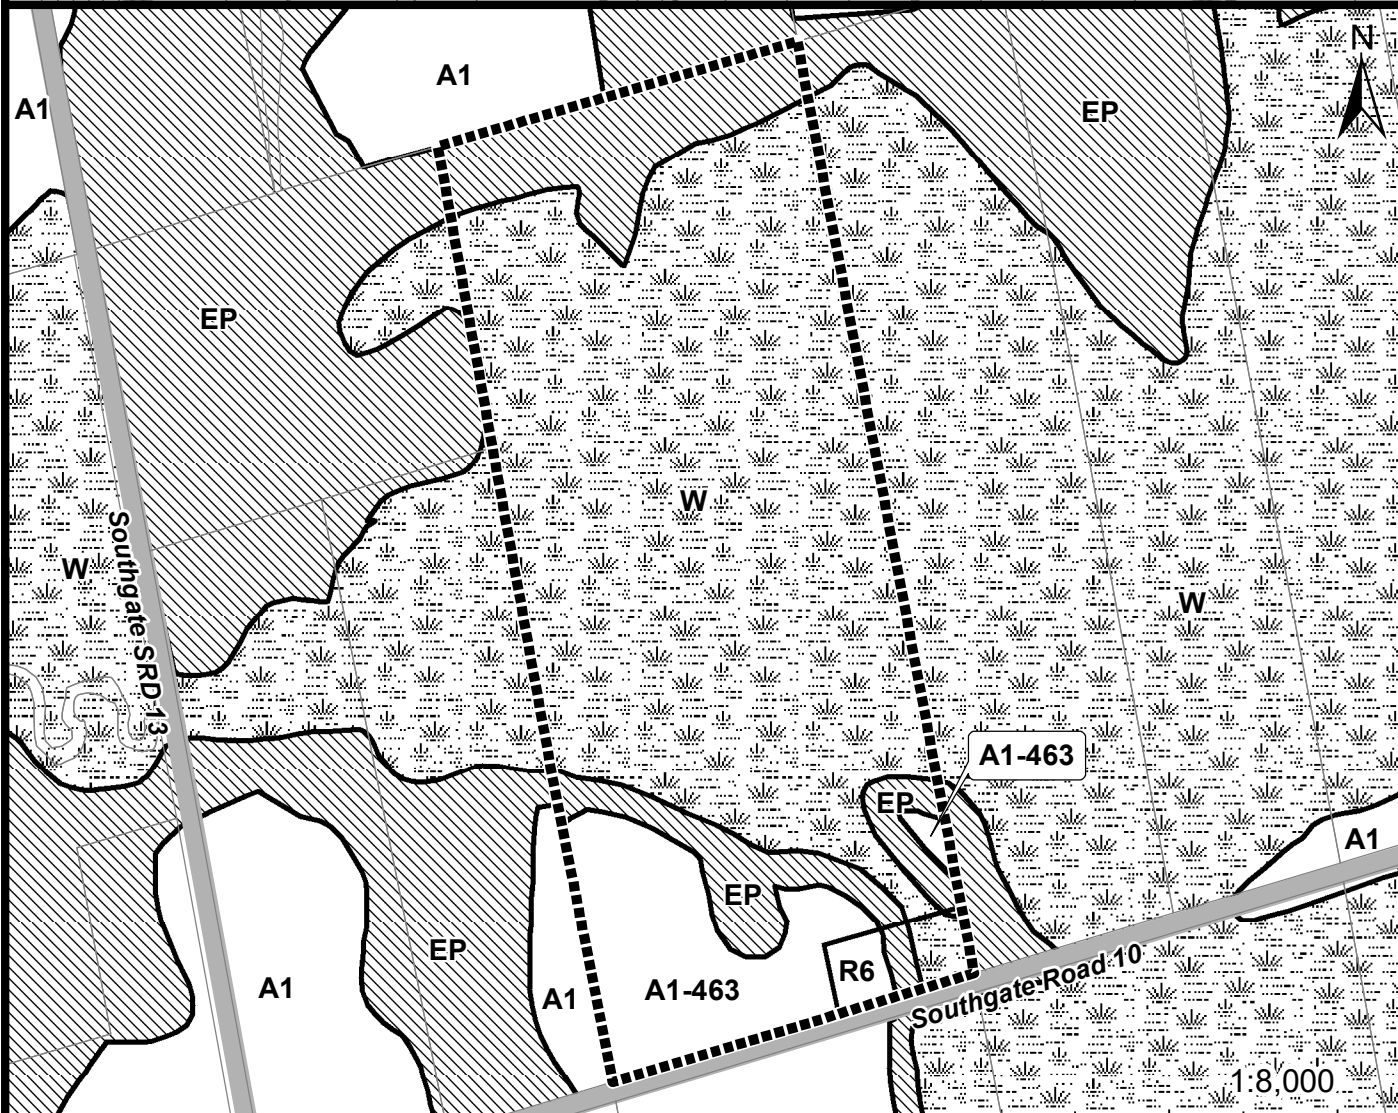 N
A1
A1
EP
EP
W
W
Southgate SRD 13
W
A1-463
EP
A1
EP
EP
R6
A1
A1
A1-463
Southgate Road 10
1:8,000